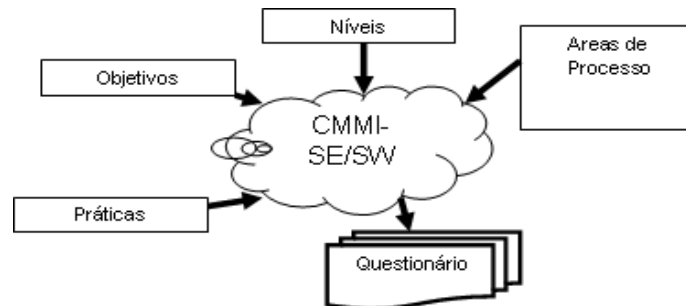 Níveis
Areas de
Processo
Objetivos
CMMI-
SE/SW
Práticas
Questionário